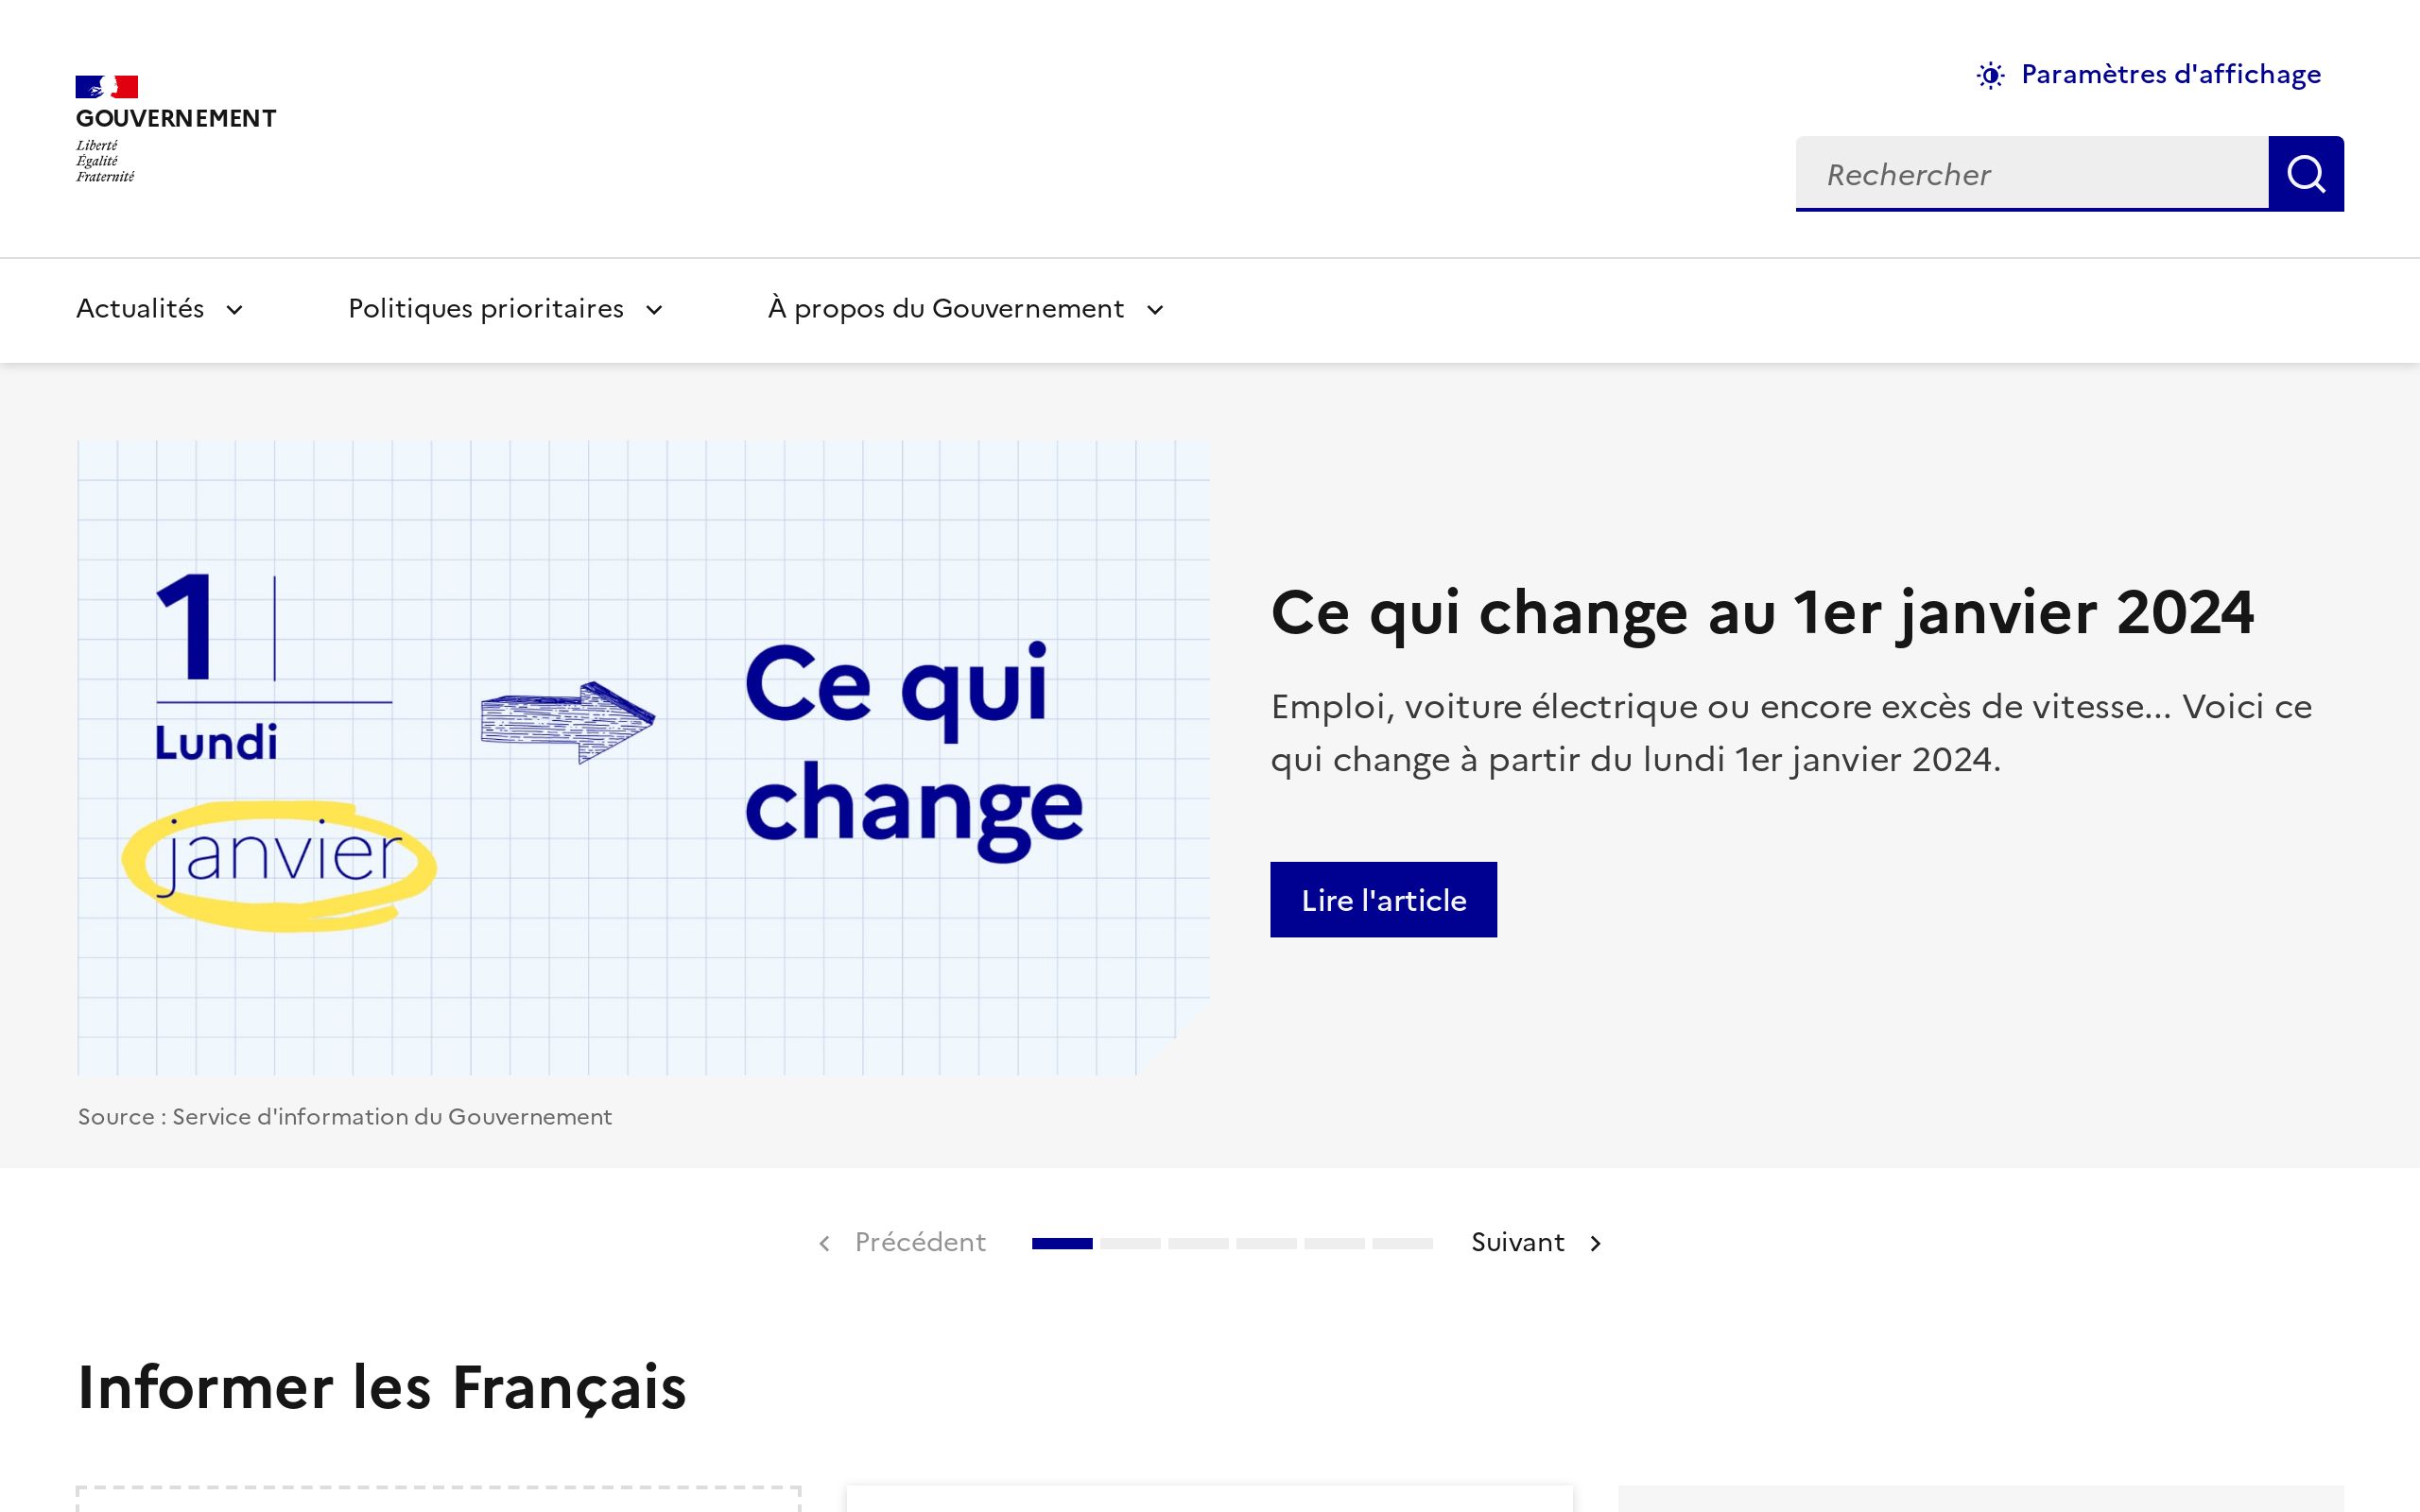 GOUVERNEMENT
Liberté
Égalité
Fraternité
Paramètres d'affichage
Rechercher
Actualités
Politiques prioritaires
À propos du Gouvernement
1
Lundi
janvier
Ce qui
change
Ce qui change au 1er janvier 2024
Emploi, voiture électrique ou encore excès de vitesse... Voici ce
qui change à partir du lundi 1er janvier 2024.
Lire l'article
Source : Service d'information du Gouvernement
Précédent
Suivant
Informer les Français